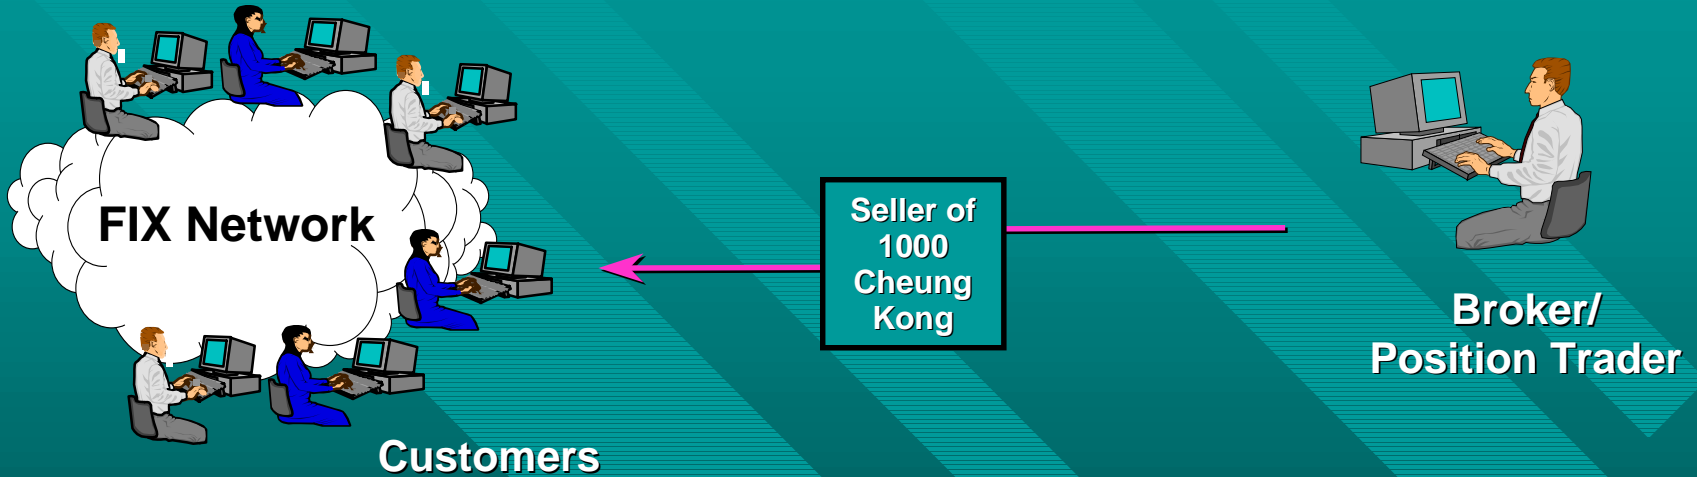 FIX Network
Seller of
1000
Cheung
Kong
Broker/
Position Trader
Customers